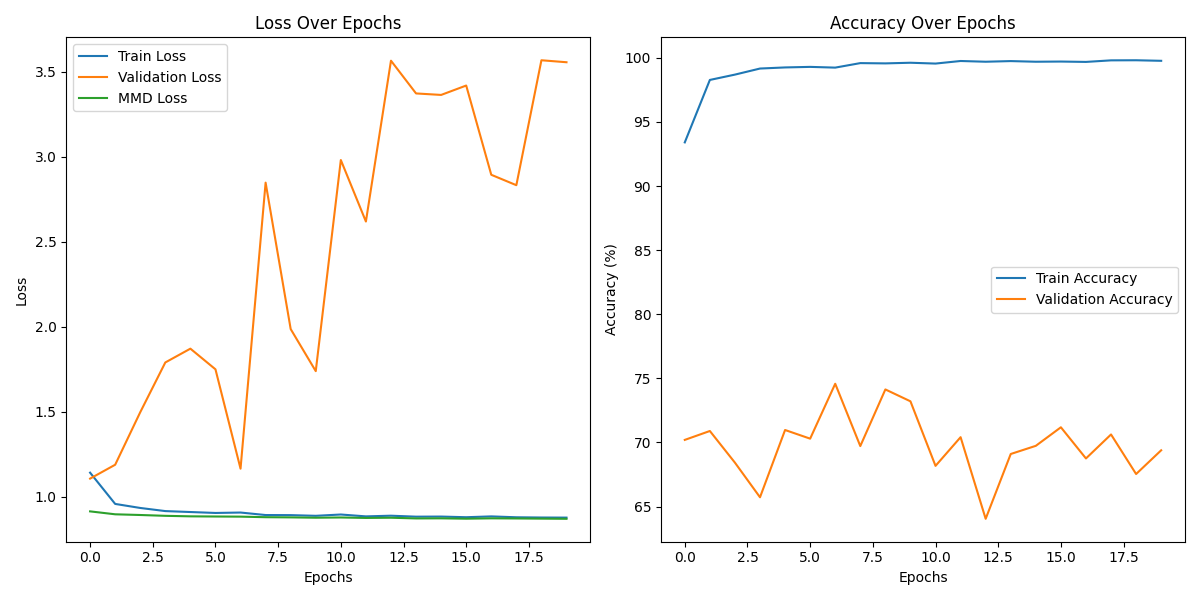 Loss Over Epochs
Train Loss
Validation Loss
MMD Loss
3.5
3.0
2.5
2.0
1.5
1.0
Loss
0.0 2.5 5.0 7.5 10.0 12.5 15.0 17.5
Epochs
Accuracy Over Epochs
100
95
90
85
80
75
70
65
Accuracy (%)
Train Accuracy
Validation Accuracy
0.0 2.5 5.0 7.5 10.0 12.5 15.0 17.5
Epochs